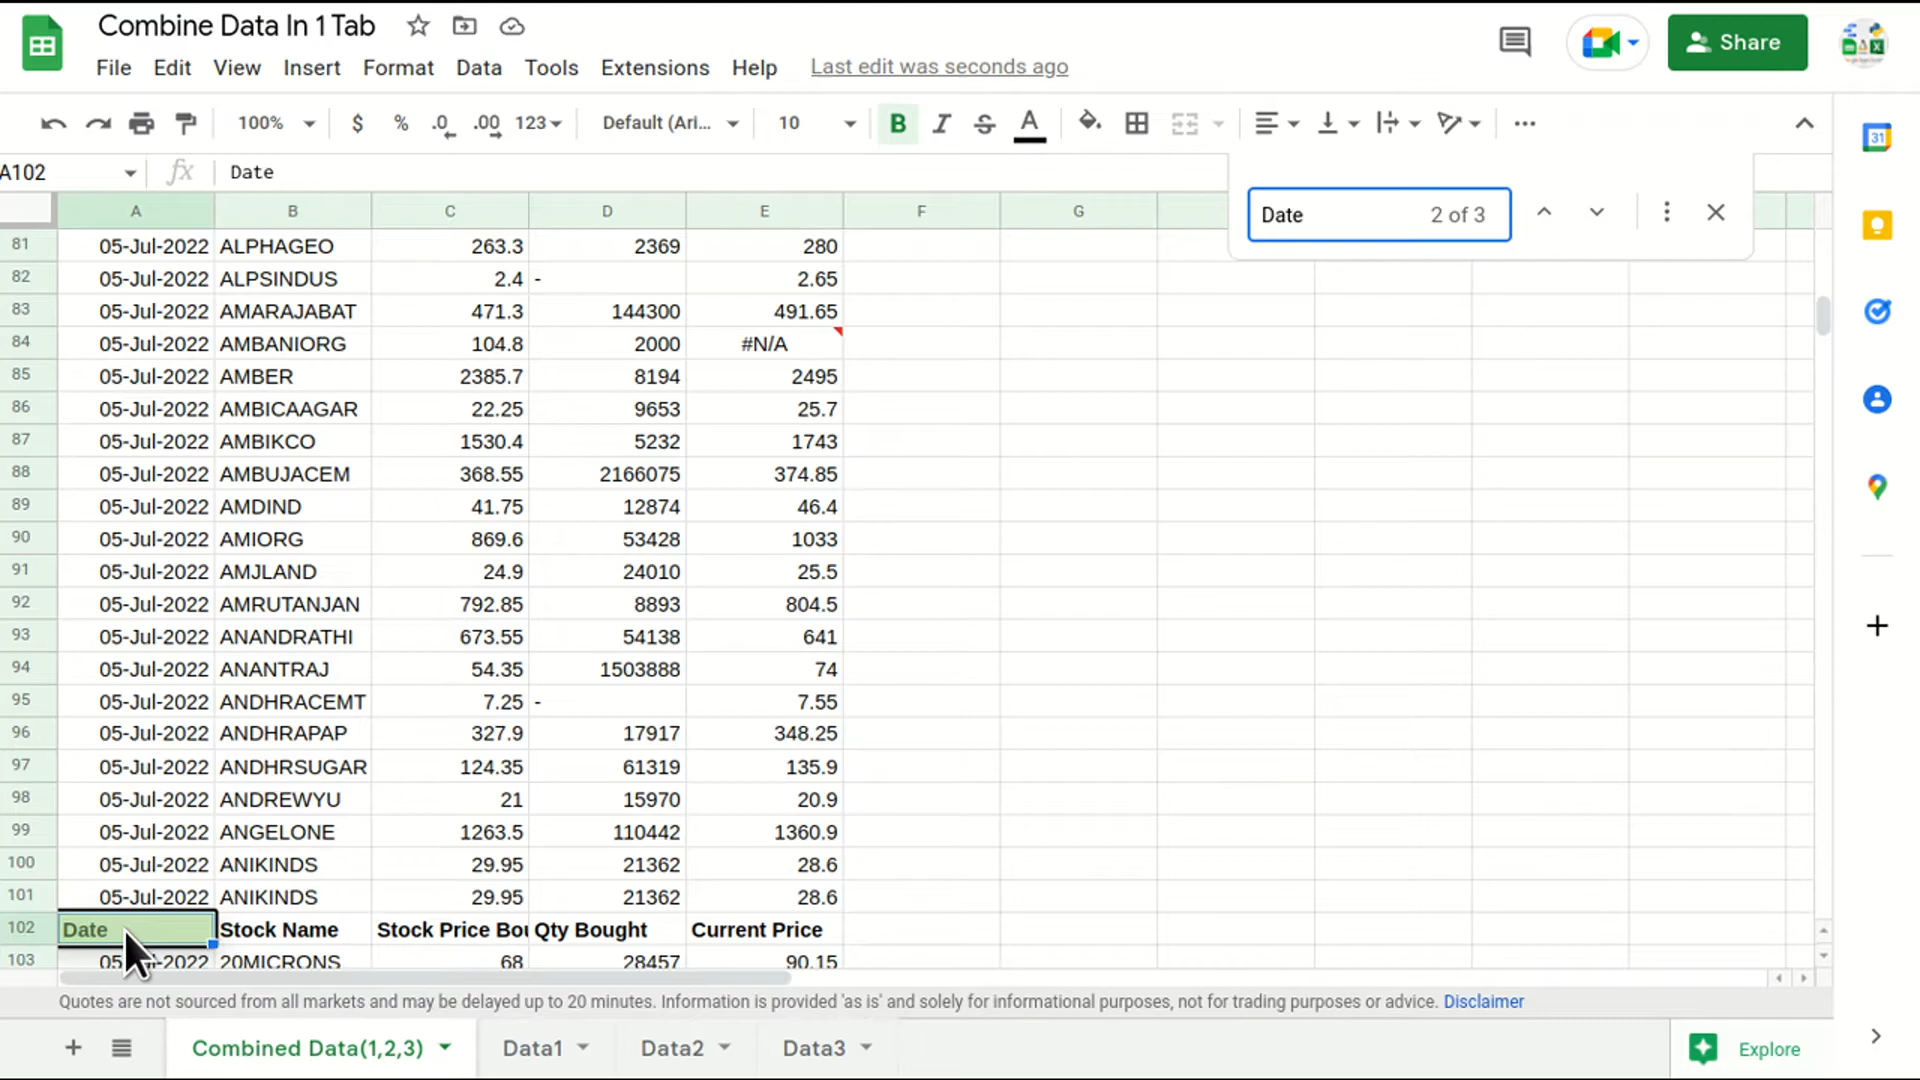 Combine Data In 1 Tab
File Edit View Insert Format Data Tools Extensions Help Last edit was seconds ago
Share
100% $ % .0 .00 123 Default (Ari... 10 B I S A
31
A102 fx Date
Date 2 of 3
A B C D E F G
81 05-Jul-2022 ALPHAGEO 263.3 2369 280
82 05-Jul-2022 ALPSINDUS 2.4 - 2.65
83 05-Jul-2022 AMARAJABAT 471.3 144300 491.65
84 05-Jul-2022 AMBANIORG 104.8 2000 #N/A
85 05-Jul-2022 AMBER 2385.7 8194 2495
86 05-Jul-2022 AMBICAAGAR 22.25 9653 25.7
87 05-Jul-2022 AMBIKCO 1530.4 5232 1743
88 05-Jul-2022 AMBUJACEM 368.55 2166075 374.85
89 05-Jul-2022 AMDIND 41.75 12874 46.4
90 05-Jul-2022 AMIORG 869.6 53428 1033
91 05-Jul-2022 AMJLAND 24.9 24010 25.5
92 05-Jul-2022 AMRUTANJAN 792.85 8893 804.5
93 05-Jul-2022 ANANDRATHI 673.55 54138 641
94 05-Jul-2022 ANANTRAJ 54.35 1503888 74
95 05-Jul-2022 ANDHRACEMT 7.25 - 7.55
96 05-Jul-2022 ANDHRAPAP 327.9 17917 348.25
97 05-Jul-2022 ANDHRSUGAR 124.35 61319 135.9
98 05-Jul-2022 ANDREWYU 21 15970 20.9
99 05-Jul-2022 ANGELONE 1263.5 110442 1360.9
100 05-Jul-2022 ANIKINDS 29.95 21362 28.6
101 05-Jul-2022 ANIKINDS 29.95 21362 28.6
102 Date Stock Name Stock Price Bou Qty Bought Current Price
103 2022 20MICRONS 68 28457 90.15
Quotes are not sourced from all markets and may be delayed up to 20 minutes. Information is provided 'as is' and solely for informational purposes, not for trading purposes or advice. Disclaimer
Combined Data(1,2,3) Data1 Data2 Data3 Explore